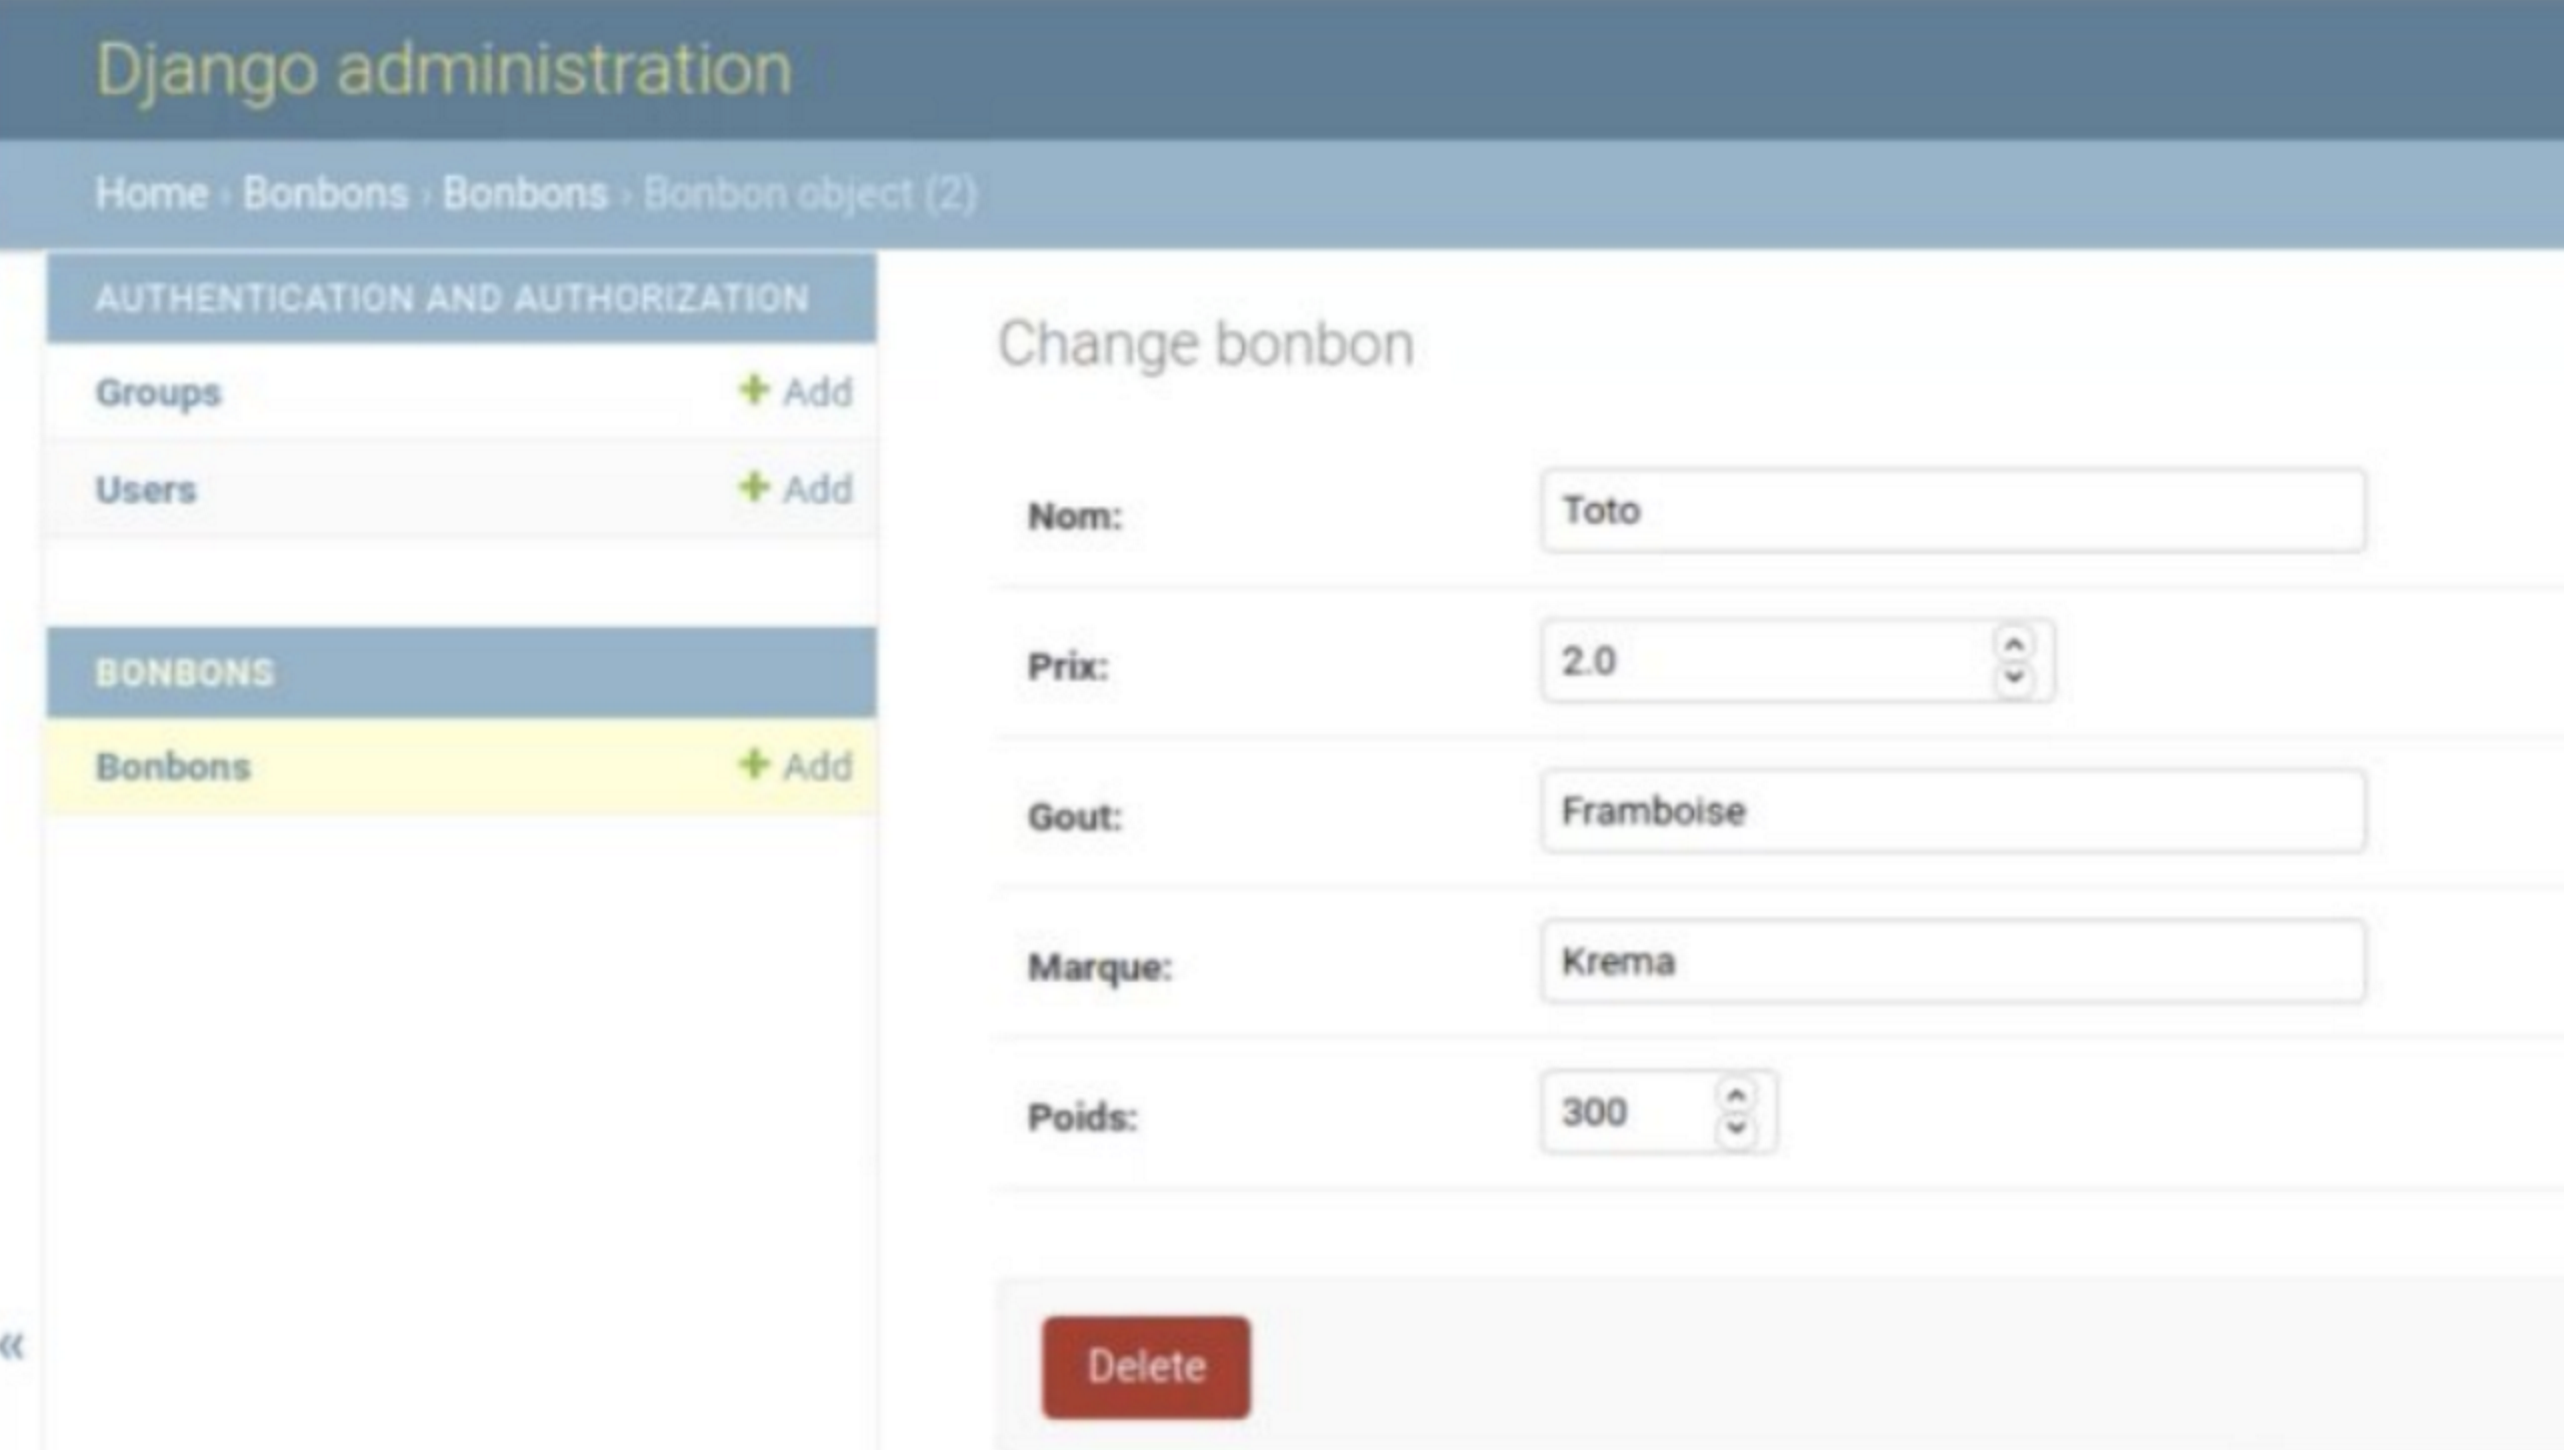 Django administration
Home › Bonbons › Bonbons › Bonbon object (2)
AUTHENTICATION AND AUTHORIZATION
Groups + Add
Users + Add
BONBONS
Bonbons + Add
«
Change bonbon
Nom: Toto
Prix: 2.0
Gout: Framboise
Marque: Krema
Poids: 300
Delete